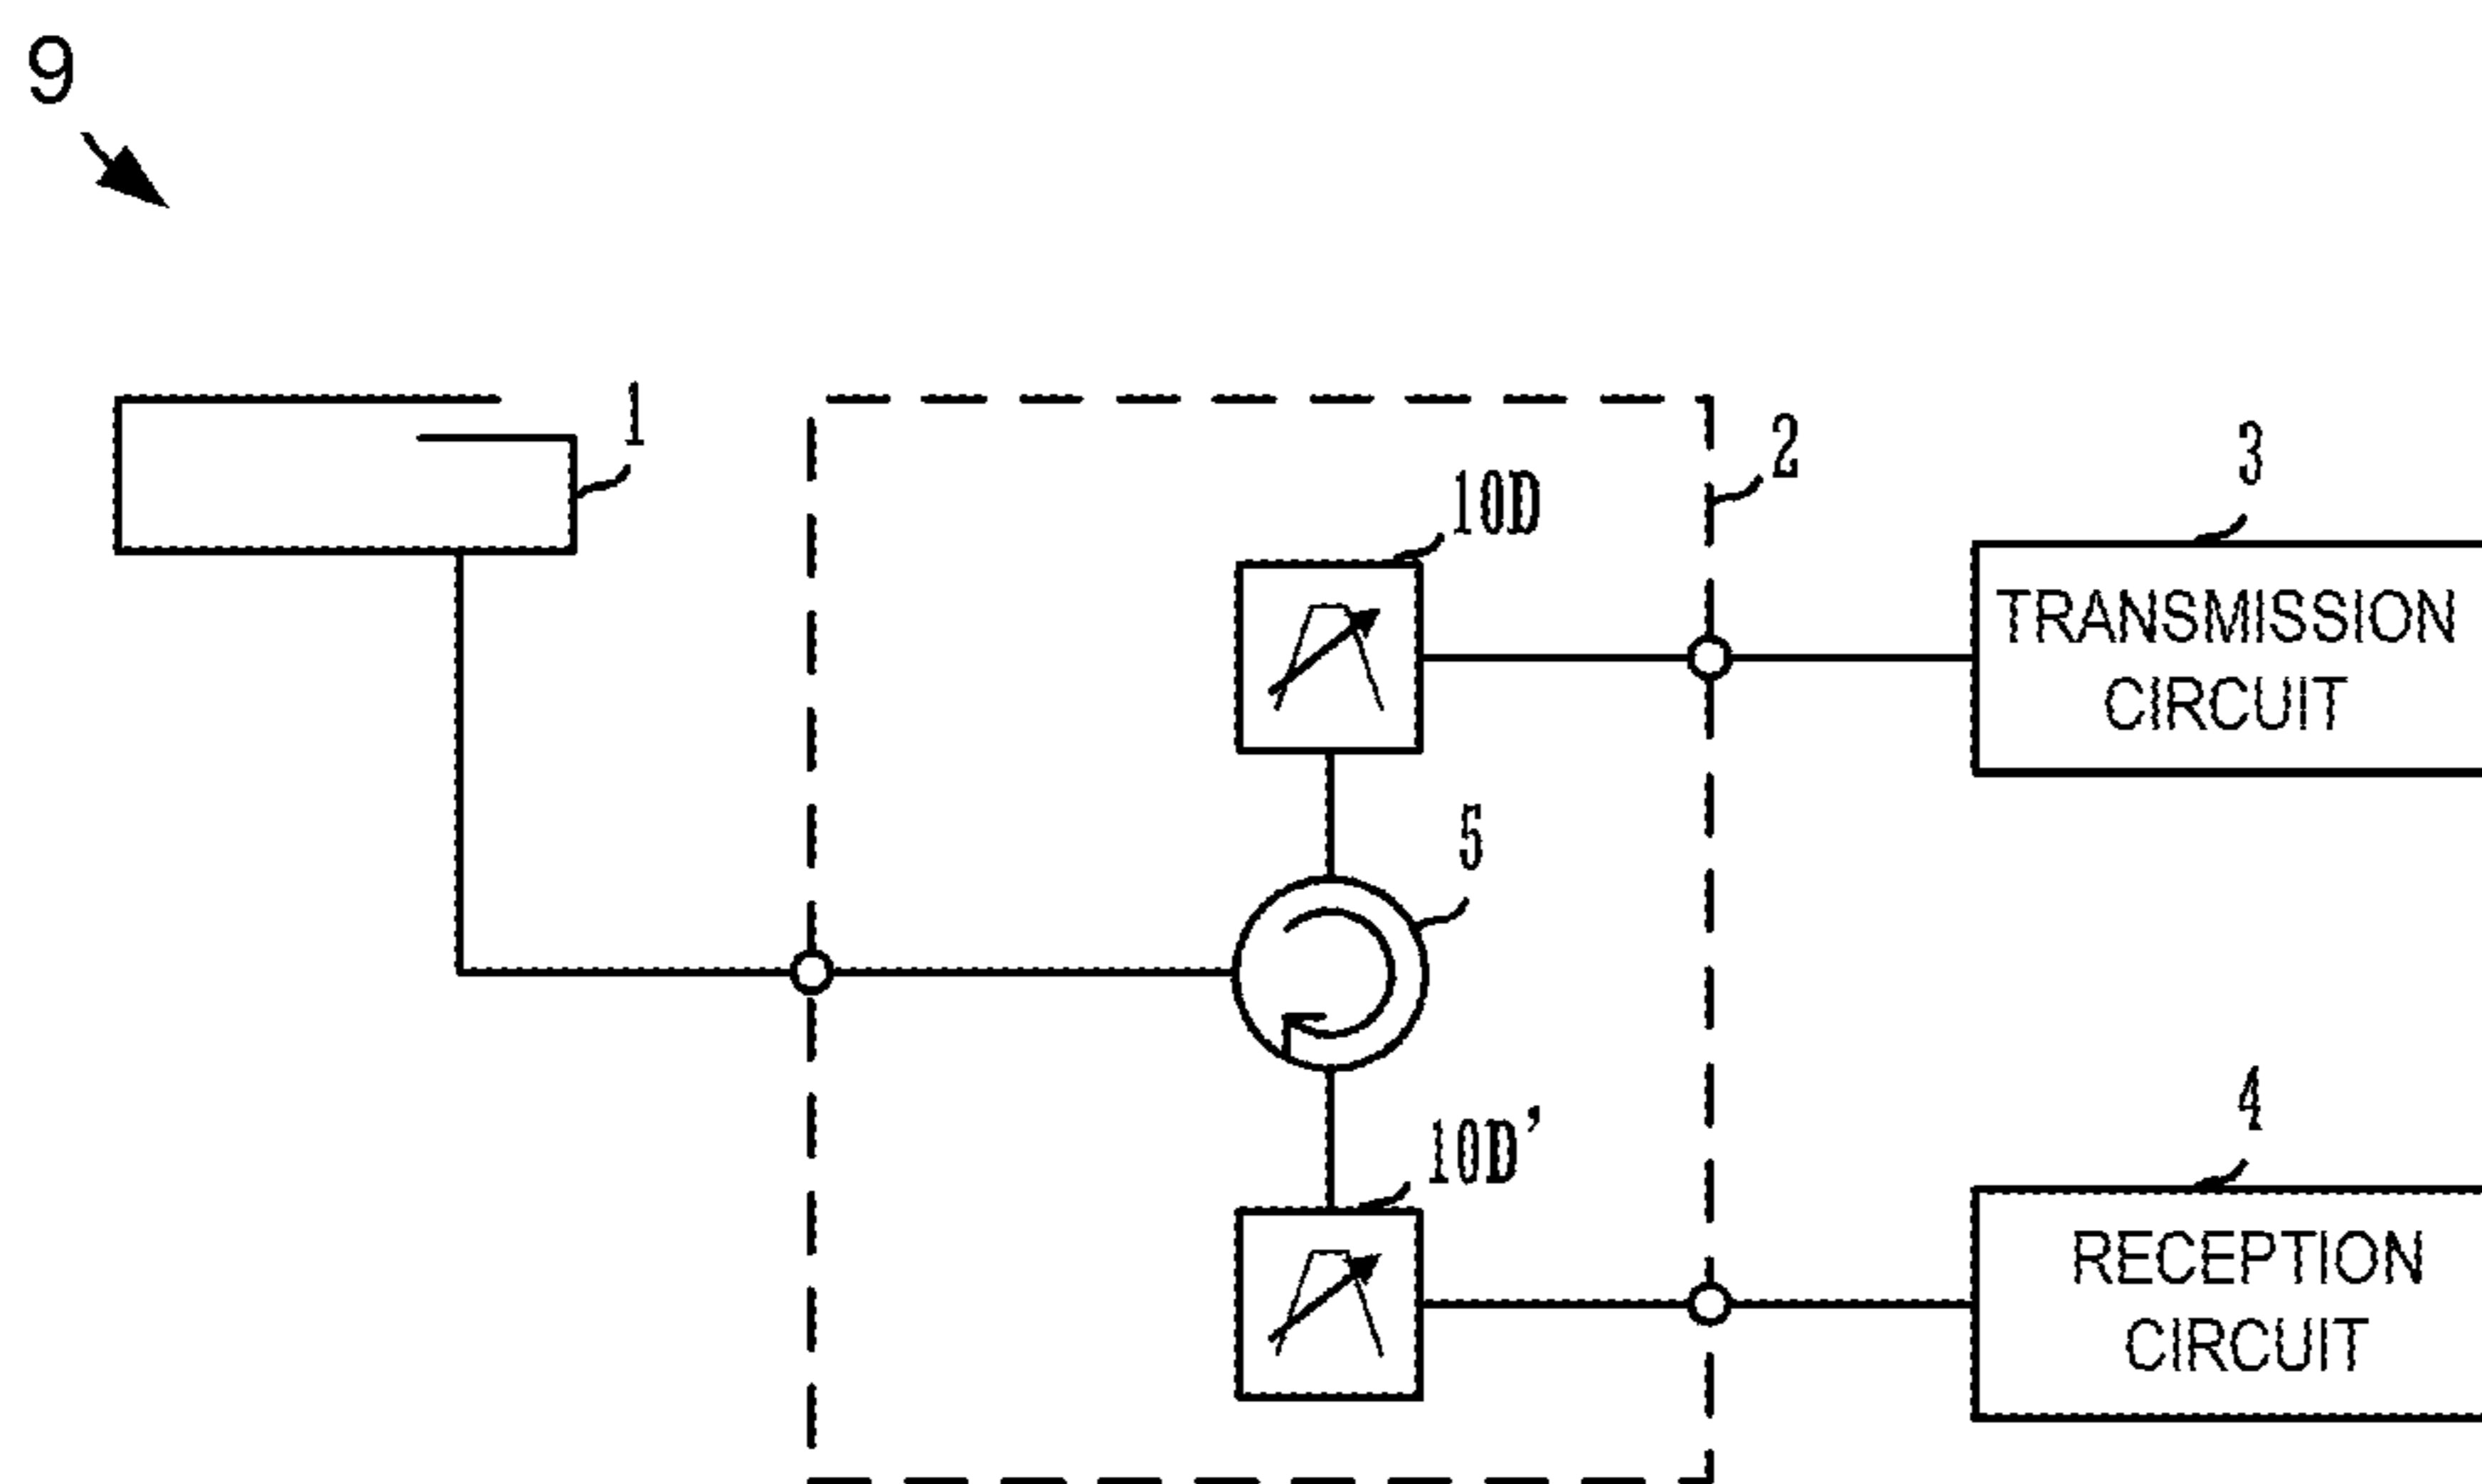 9
1
2
10D
3
TRANSMISSION
CIRCUIT
5
10D'
4
RECEPTION
CIRCUIT